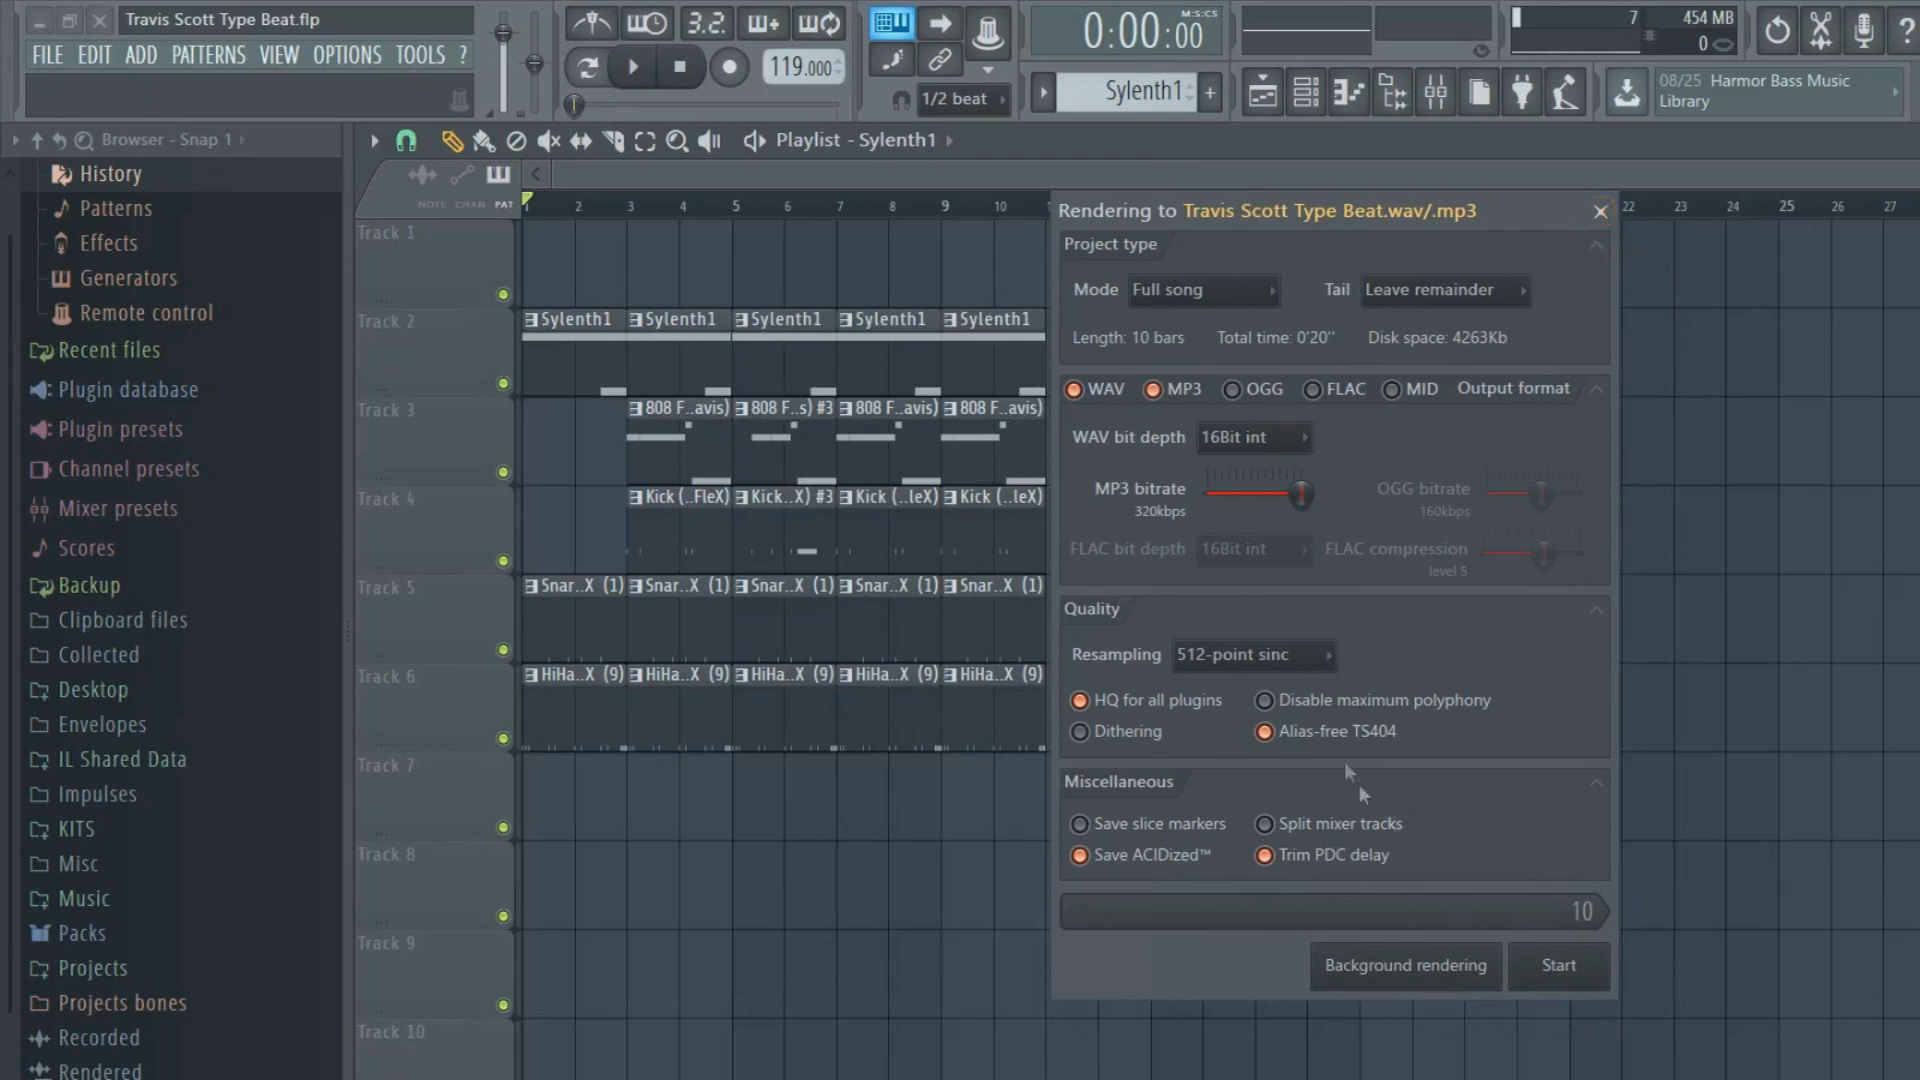 Travis Scott Type Beat.flp
FILE EDIT ADD PATTERNS VIEW OPTIONS TOOLS ?
3.2.
119.000
1/2 beat
0:00:00
M:S:CS
Sylenth1
+
7
454 MB
0
?
08/25 Harmor Bass Music
Library
Browser - Snap 1
Playlist - Sylenth1
History
Patterns
Effects
Generators
Remote control
Recent files
Plugin database
Plugin presets
Channel presets
Mixer presets
Scores
Backup
Clipboard files
Collected
Desktop
Envelopes
IL Shared Data
Impulses
KITS
Misc
Music
Packs
Projects
Projects bones
Recorded
Rendered
NOTE CHAN PAT
1 2 3 4 5 6 7 8 9 10
22 23 24 25 26 27
Track 1
Track 2
Sylenth1 Sylenth1 Sylenth1 Sylenth1 Sylenth1
Track 3
808 F..avis) 808 F..s) #3 808 F..avis) 808 F..avis)
Track 4
Kick (..FleX) Kick...X) #3 Kick (..leX) Kick (..leX)
Track 5
Snar..X (1) Snar..X (1) Snar..X (1) Snar..X (1) Snar..X (1)
Track 6
HiHa..X (9) HiHa..X (9) HiHa..X (9) HiHa..X (9) HiHa..X (9)
Track 7
Track 8
Track 9
Track 10
Rendering to Travis Scott Type Beat.wav/.mp3
Project type
Mode Full song Tail Leave remainder
Length: 10 bars Total time: 0'20'' Disk space: 4263Kb
WAV MP3 OGG FLAC MID Output format
WAV bit depth 16Bit int
MP3 bitrate
320kbps
OGG bitrate
160kbps
FLAC bit depth 16Bit int FLAC compression
level 5
Quality
Resampling 512-point sinc
HQ for all plugins Disable maximum polyphony
Dithering Alias-free TS404
Miscellaneous
Save slice markers Split mixer tracks
Save ACIDized™ Trim PDC delay
10
Background rendering Start